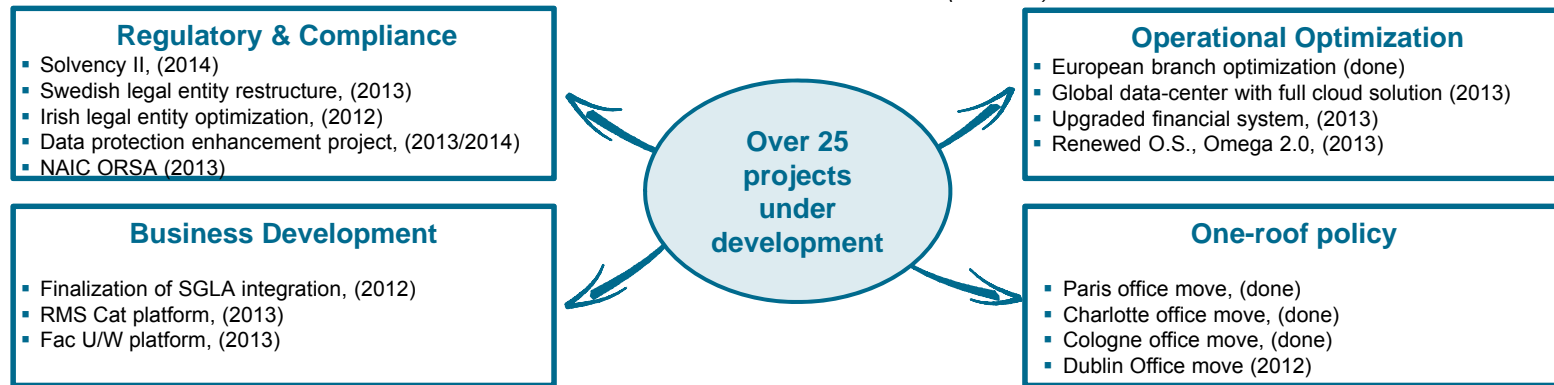 Regulatory & Compliance
▪ Solvency II, (2014)
▪ Swedish legal entity restructure, (2013)
▪ Irish legal entity optimization, (2012)
▪ Data protection enhancement project, (2013/2014)
▪ NAIC ORSA (2013)
Operational Optimization
▪ European branch optimization (done)
▪ Global data-center with full cloud solution (2013)
▪ Upgraded financial system, (2013)
▪ Renewed O.S., Omega 2.0, (2013)
Over 25
projects
under
development
Business Development
▪ Finalization of SGLA integration, (2012)
▪ RMS Cat platform, (2013)
▪ Fac U/W platform, (2013)
One-roof policy
▪ Paris office move, (done)
▪ Charlotte office move, (done)
▪ Cologne office move, (done)
▪ Dublin Office move (2012)